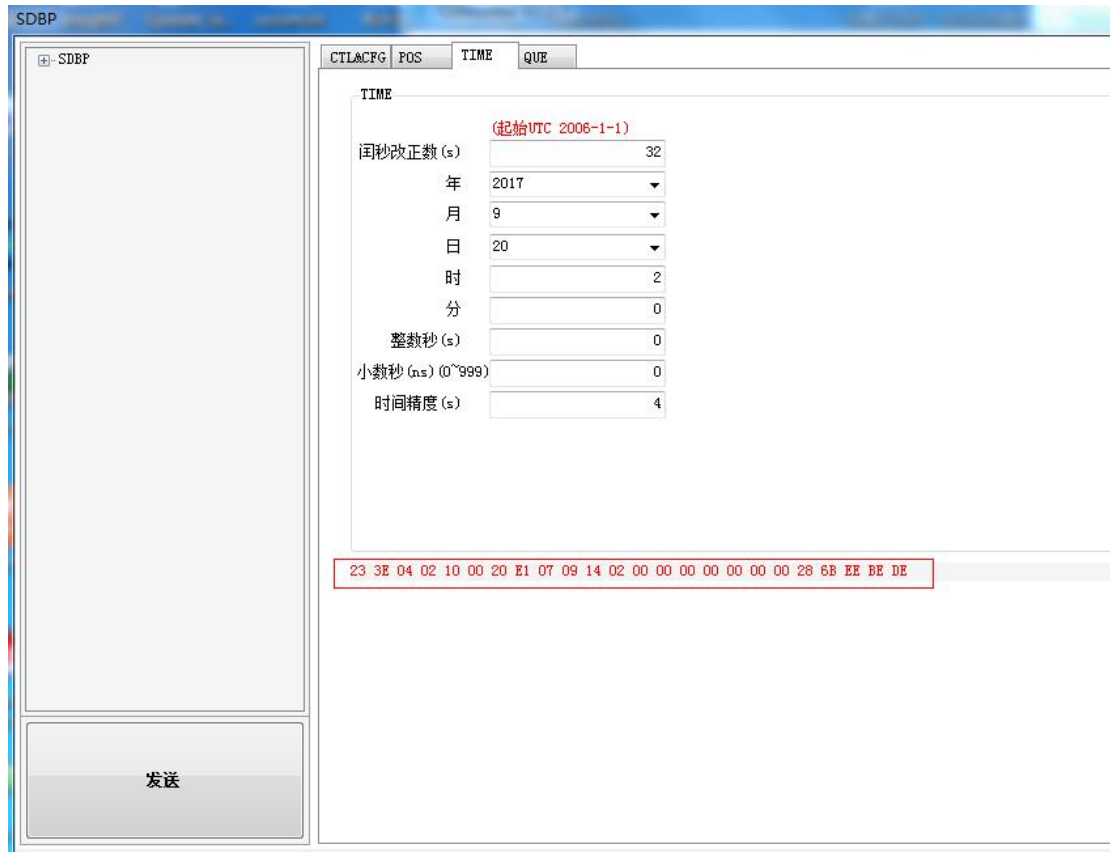 SDBP
SDBP
CTL&CFG POS TIME QUE
TIME
(起始UTC 2006-1-1)
闰秒改正数(s) 32
年 2017
月 9
日 20
时 2
分 0
整数秒(s) 0
小数秒(ns)(0~999) 0
时间精度(s) 4
23 3E 04 02 10 00 20 E1 07 09 14 02 00 00 00 00 00 00 00 28 6B EE BE DE
发送